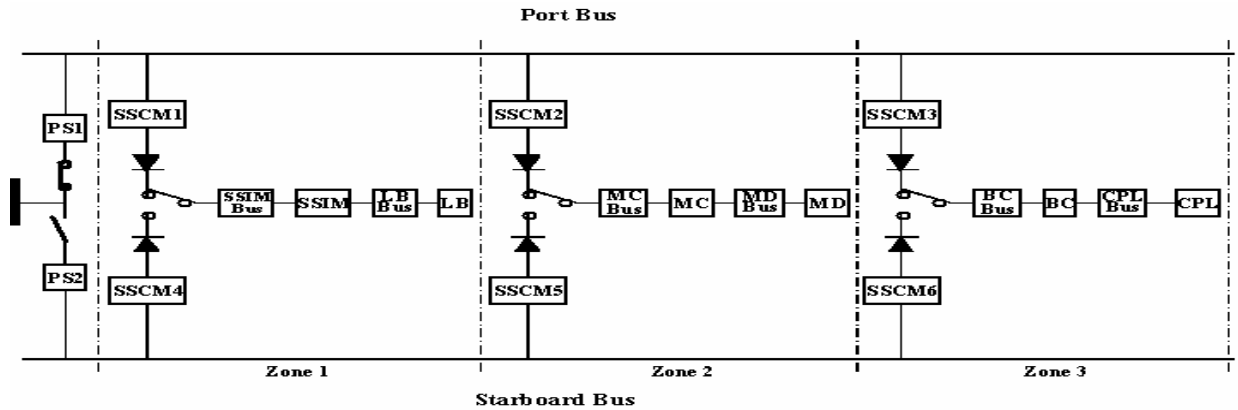 Port Bus
SSCM1
SSCM2
SSCM3
PS1
SSIM
Bus
SSIM
LB
Bus
LB
MC
Bus
MC
MD
Bus
MD
BC
Bus
BC
CPL
Bus
CPL
PS2
SSCM4
SSCM5
SSCM6
Zone 1
Zone 2
Zone 3
Starboard Bus